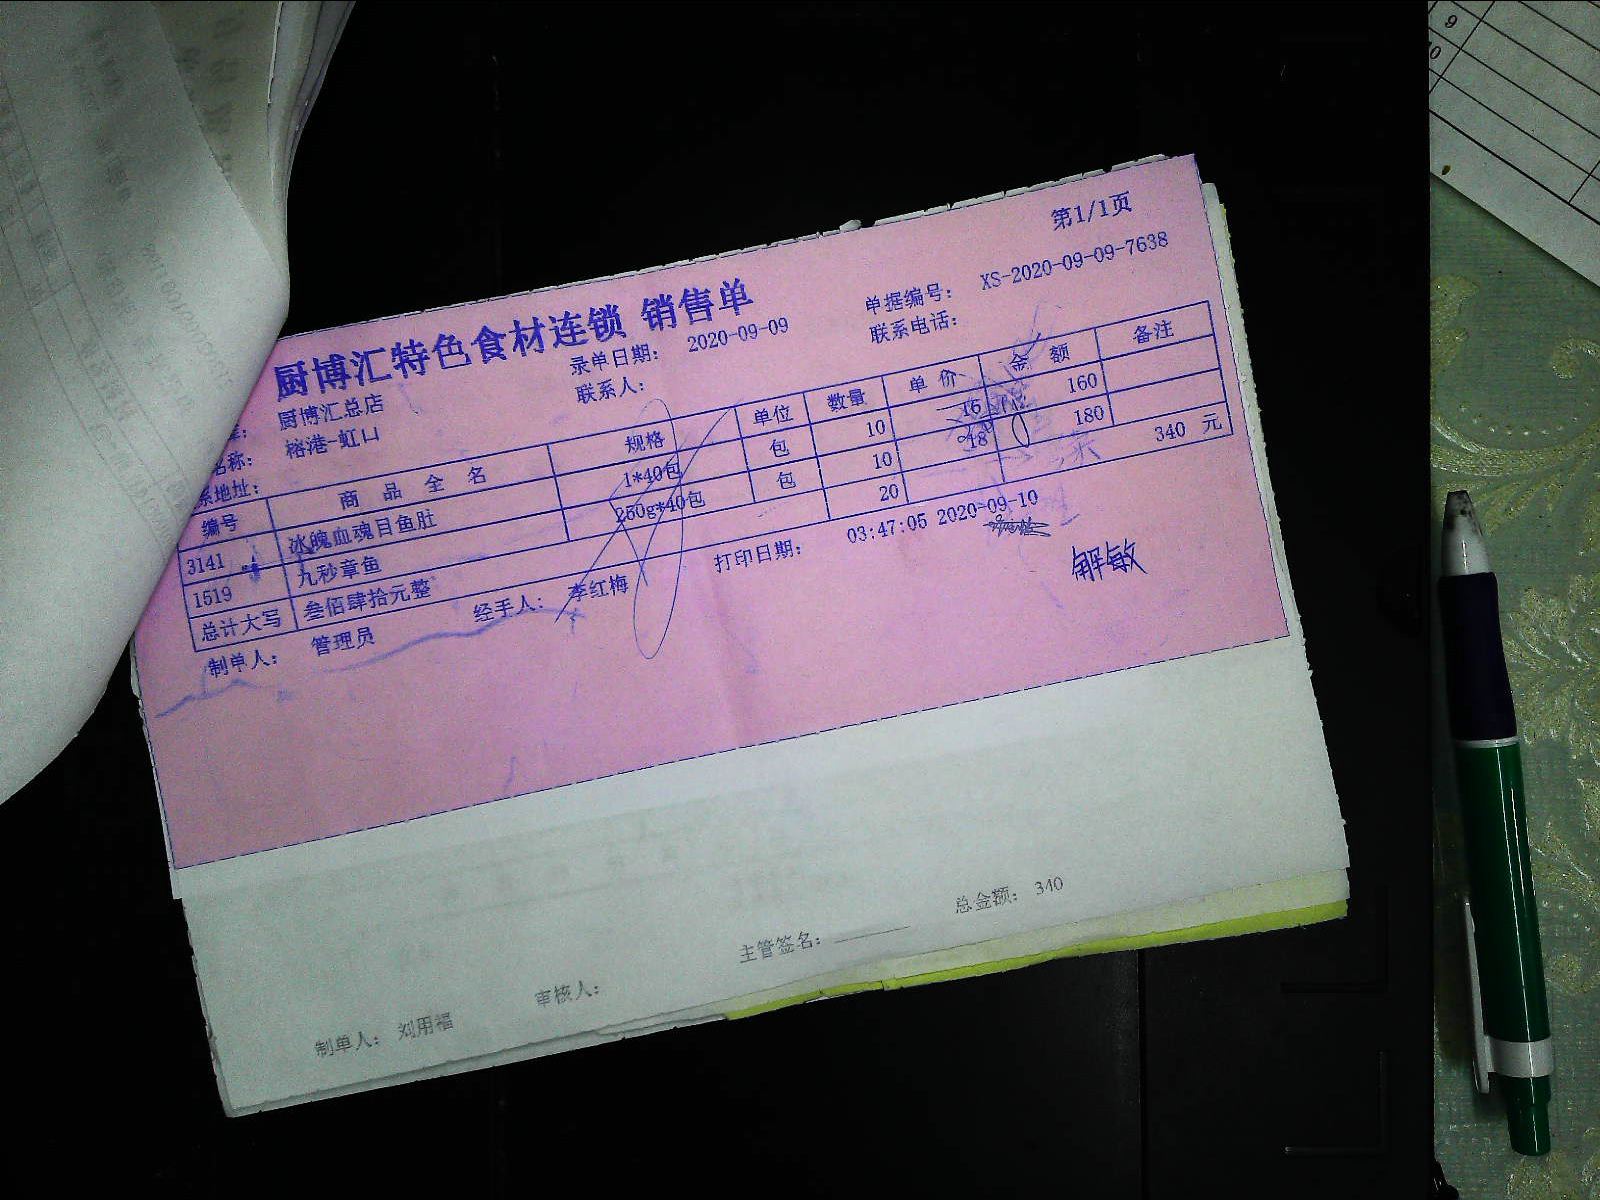 第1/1页
厨博汇特色食材连锁 销售单
厨博汇总店 录单日期: 2020-09-09 单据编号: XS-2020-09-09-7638
名称: 榕港-虹口 联系人: 联系电话:
系地址:
编号 商 品 全 名 规格 单位 数量 单 价 金 额 备注
3141 冰魄血魂目鱼肚 1*40包 包 10 16 160
1519 九秒章鱼 250g*40包 包 10 18 180
总计大写 叁佰肆拾元整 20 340 元
制单人: 管理员 经手人: 李红梅 打印日期: 03:47:05 2020-09-10
解敏
总金额: 340
主管签名:
审核人:
制单人: 刘用福
9